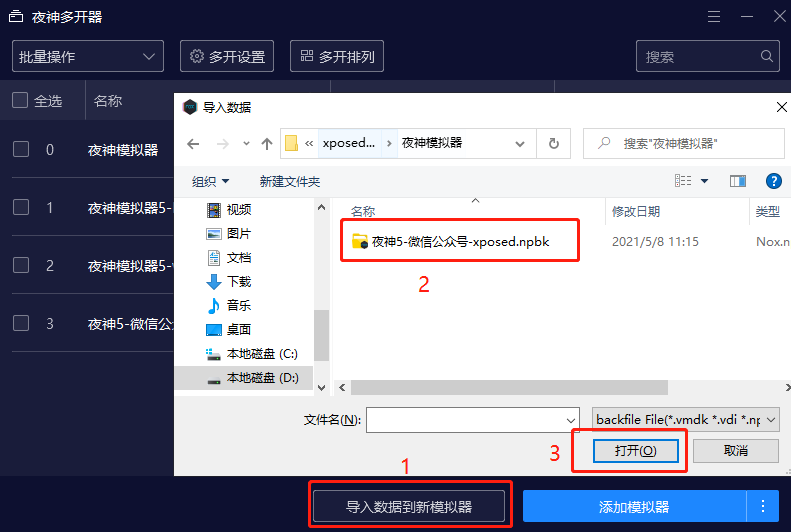 夜神多开器
批量操作 多开设置 多开排列 搜索
全选 名称
导入数据
0 夜神模拟器
« xposed... › 夜神模拟器 搜索"夜神模拟器"
组织 新建文件夹
1 夜神模拟器5-
视频 名称 修改日期 类型
图片 夜神5-微信公众号-xposed.npbk 2021/5/8 11:15 Nox.n
文档
2 夜神模拟器5-
下载 2
音乐
3 夜神5-微信公众
桌面
本地磁盘 (C:)
本地磁盘 (D:)
文件名(N): backfile File(*.vmdk *.vdi *.np
3 打开(O) 取消
1
导入数据到新模拟器 添加模拟器